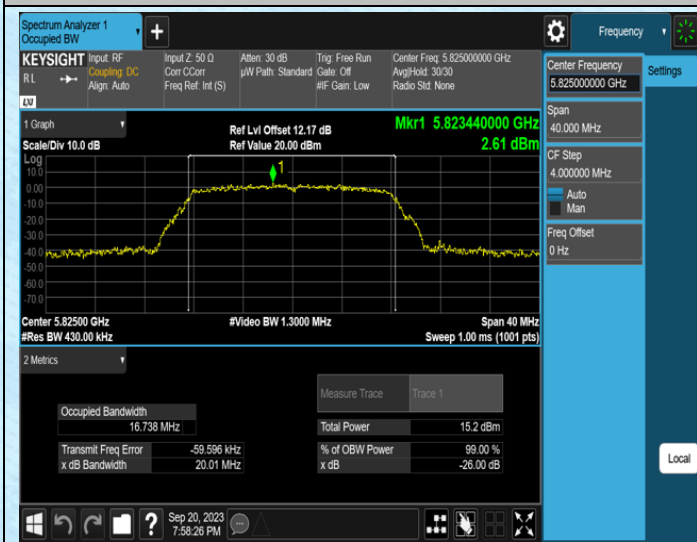 Spectrum Analyzer 1
Occupied BW
+
Frequency
KEYSIGHT
R L
LXI
Input: RF
Coupling: DC
Align: Auto
Input Z: 50 Ω
Corr CCorr
Freq Ref: Int (S)
Atten: 30 dB
µW Path: Standard
Trig: Free Run
Gate: Off
#IF Gain: Low
Center Freq: 5.825000000 GHz
Avg|Hold: 30/30
Radio Std: None
Center Frequency
5.825000000 GHz
Settings
Span
40.000 MHz
CF Step
4.000000 MHz
Auto
Man
Freq Offset
0 Hz
1 Graph
Scale/Div 10.0 dB
Ref Lvl Offset 12.17 dB
Ref Value 20.00 dBm
Mkr1 5.823440000 GHz
2.61 dBm
Log
10.0
0.00
-10.0
-20.0
-30.0
-40.0
-50.0
-60.0
-70.0
1
Center 5.82500 GHz
#Res BW 430.00 kHz
#Video BW 1.3000 MHz
Span 40 MHz
Sweep 1.00 ms (1001 pts)
2 Metrics
Measure Trace
Trace 1
Occupied Bandwidth
16.738 MHz
Total Power
15.2 dBm
Transmit Freq Error
-59.596 kHz
% of OBW Power
99.00 %
x dB Bandwidth
20.01 MHz
x dB
-26.00 dB
Local
?
Sep 20, 2023
7:58:26 PM